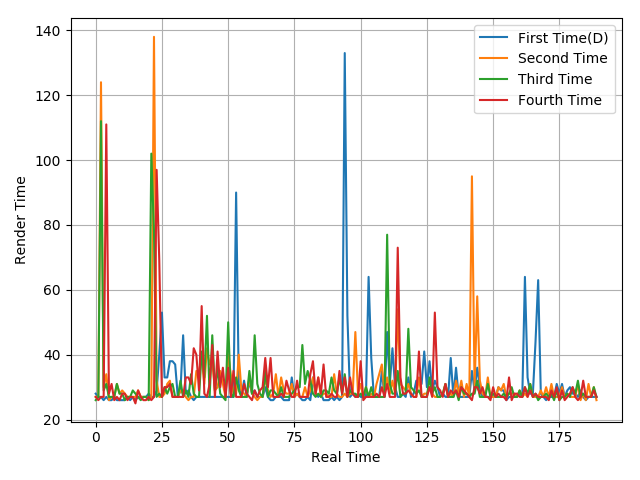 First Time(D)
Second Time
Third Time
Fourth Time
140
120
100
80
60
40
20
Render Time
0
25
50
75
100
125
150
175
Real Time